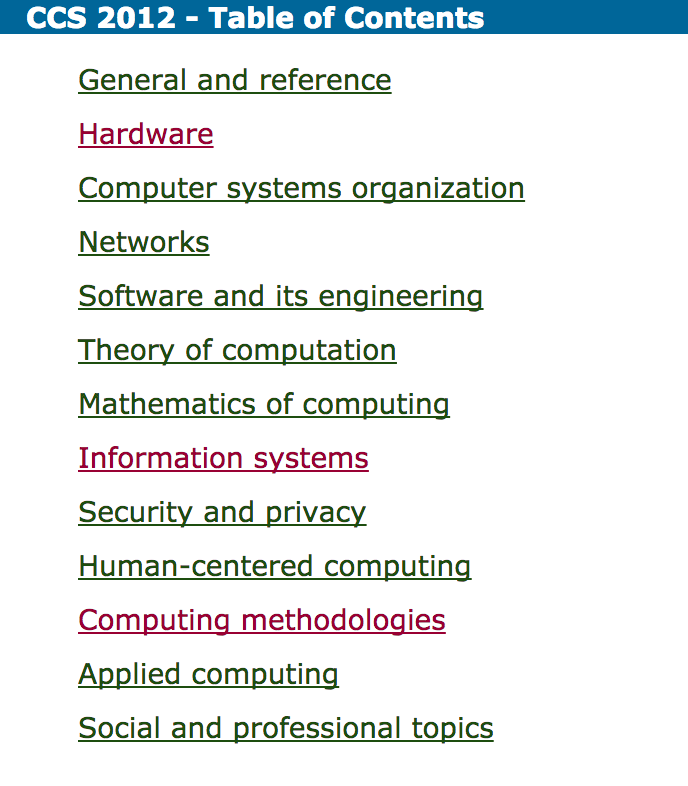 CCS 2012 - Table of Contents
General and reference
Hardware
Computer systems organization
Networks
Software and its engineering
Theory of computation
Mathematics of computing
Information systems
Security and privacy
Human-centered computing
Computing methodologies
Applied computing
Social and professional topics